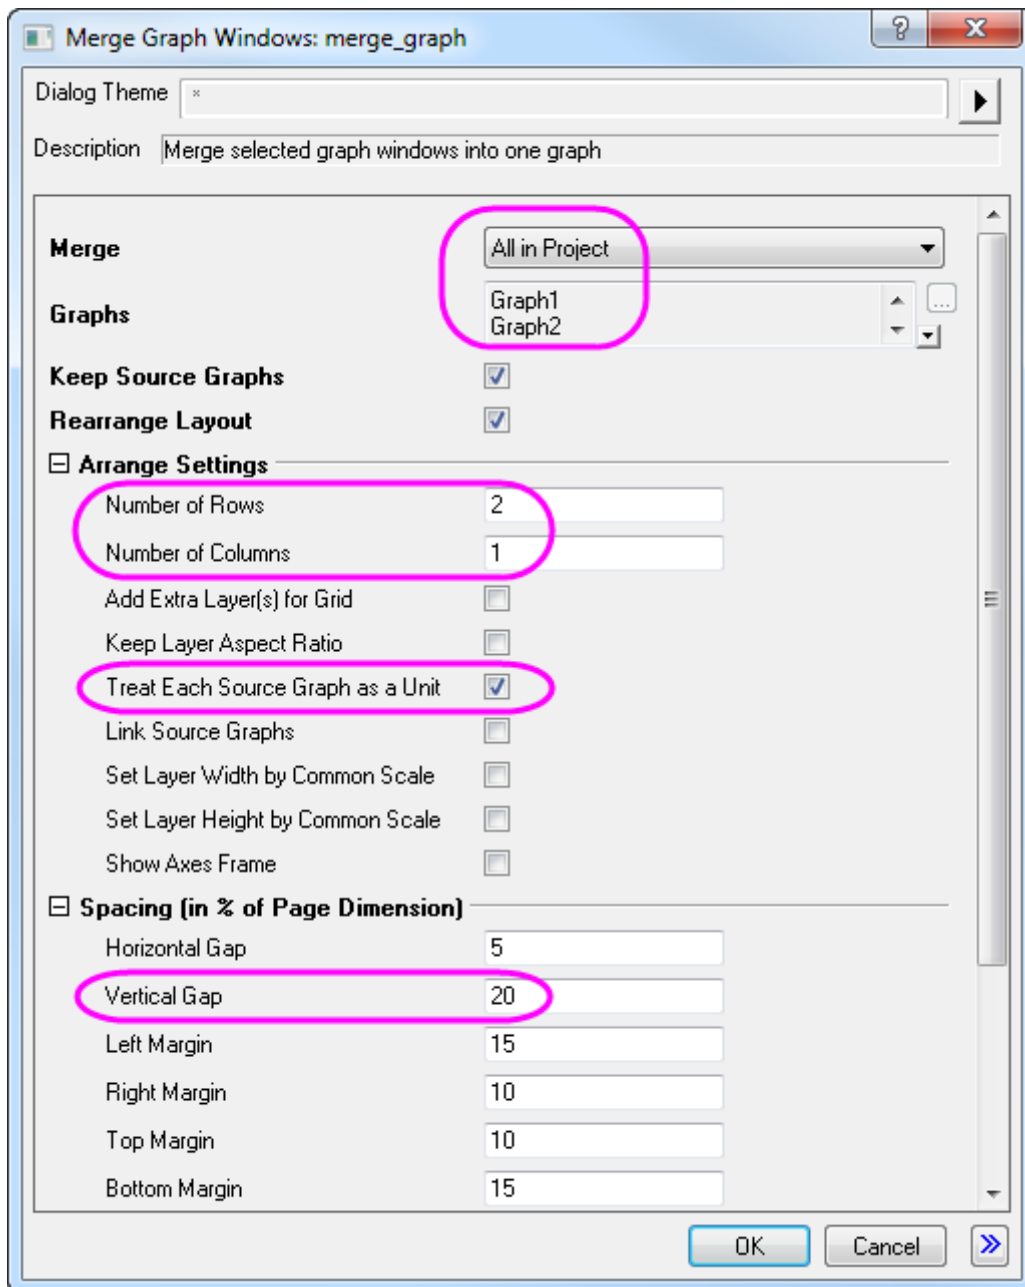 Merge Graph Windows: merge_graph
Dialog Theme *
Description Merge selected graph windows into one graph
Merge All in Project
Graphs Graph1
Graph2
...
Keep Source Graphs
Rearrange Layout
Arrange Settings
Number of Rows 2
Number of Columns 1
Add Extra Layer(s) for Grid
Keep Layer Aspect Ratio
Treat Each Source Graph as a Unit
Link Source Graphs
Set Layer Width by Common Scale
Set Layer Height by Common Scale
Show Axes Frame
Spacing (in % of Page Dimension)
Horizontal Gap 5
Vertical Gap 20
Left Margin 15
Right Margin 10
Top Margin 10
Bottom Margin 15
OK Cancel